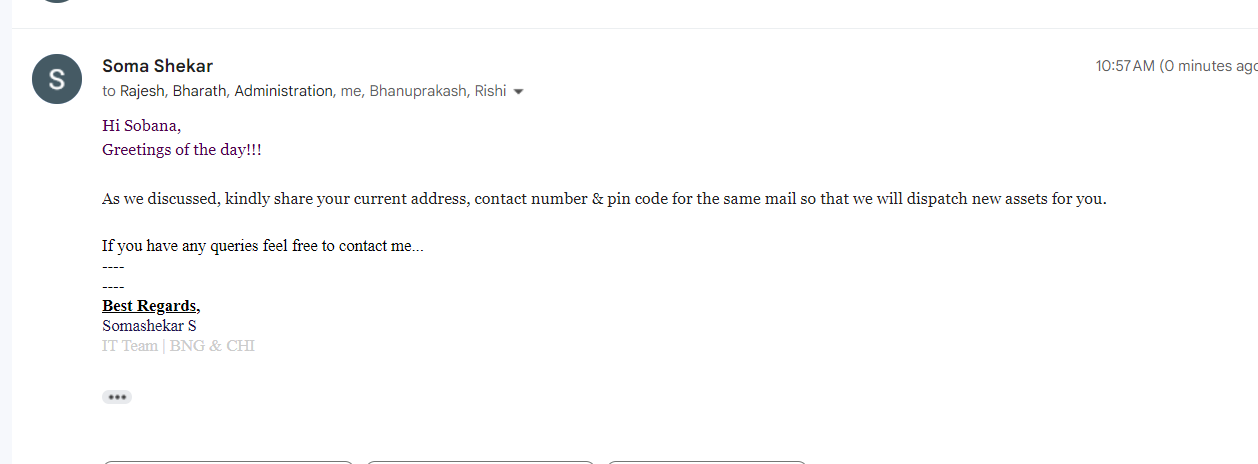 Soma Shekar
10:57 AM (0 minutes ago
to Rajesh, Bharath, Administration, me, Bhanuprakash, Rishi
S
Hi Sobana,
Greetings of the day!!!
As we discussed, kindly share your current address, contact number & pin code for the same mail so that we will dispatch new assets for you.
If you have any queries feel free to contact me...
----
----
Best Regards,
Somashekar S
IT Team | BNG & CHI